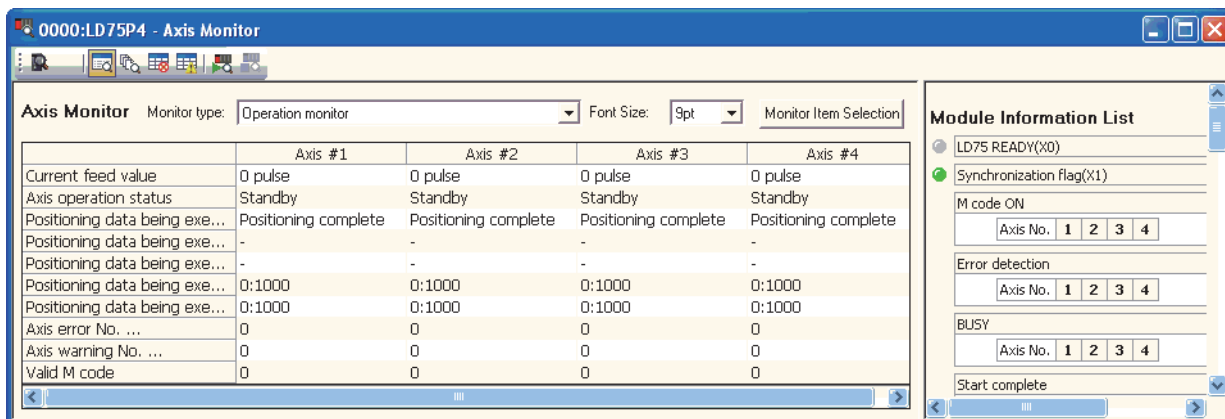 0000:LD75P4 - Axis Monitor
Axis Monitor Monitor type: Operation monitor Font Size: 9pt Monitor Item Selection
Axis #1 Axis #2 Axis #3 Axis #4
Current feed value 0 pulse 0 pulse 0 pulse 0 pulse
Axis operation status Standby Standby Standby Standby
Positioning data being exe... Positioning complete Positioning complete Positioning complete Positioning complete
Positioning data being exe... - - - -
Positioning data being exe... - - - -
Positioning data being exe... 0:1000 0:1000 0:1000 0:1000
Positioning data being exe... 0:1000 0:1000 0:1000 0:1000
Axis error No. ... 0 0 0 0
Axis warning No. ... 0 0 0 0
Valid M code 0 0 0 0
Module Information List
LD75 READY(X0)
Synchronization flag(X1)
M code ON
Axis No. 1 2 3 4
Error detection
Axis No. 1 2 3 4
BUSY
Axis No. 1 2 3 4
Start complete